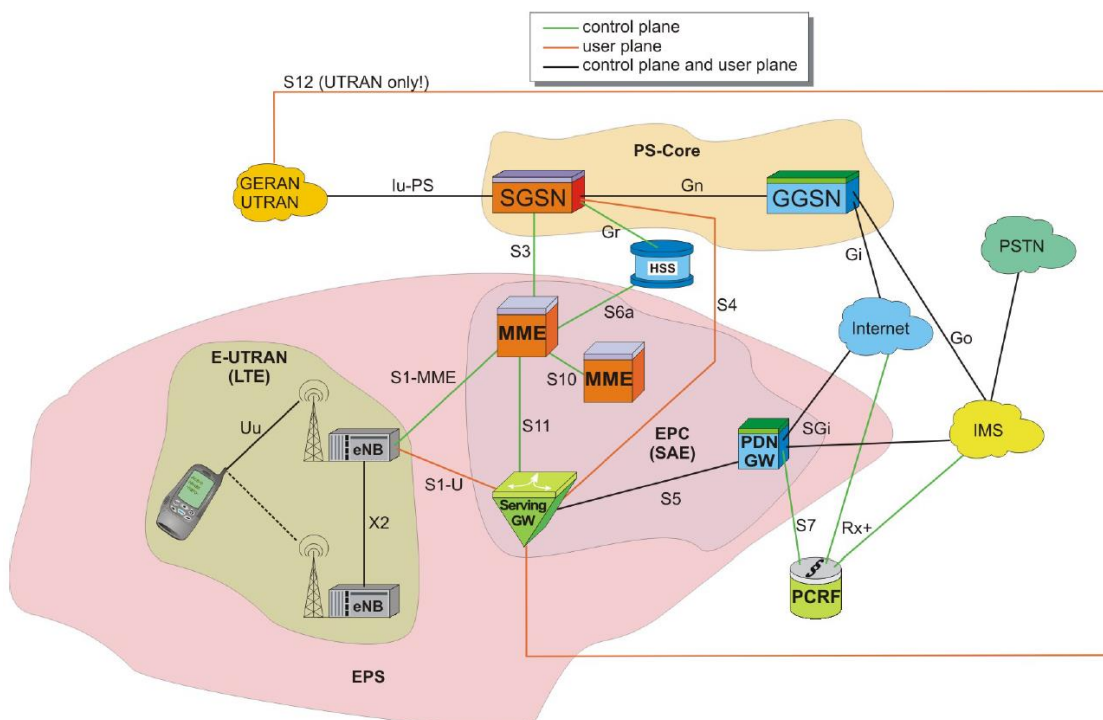 control plane
user plane
control plane and user plane
S12 (UTRAN only!)
PS-Core
GERAN
UTRAN
Iu-PS
SGSN
Gn
GGSN
Gr
S3
HSS
Gi
PSTN
S4
S6a
MME
Internet
Go
E-UTRAN
(LTE)
S1-MME
S10
MME
Uu
S11
EPC
(SAE)
PDN
GW
SGi
IMS
eNB
S1-U
Serving
GW
S5
X2
S7
Rx+
PCRF
eNB
EPS